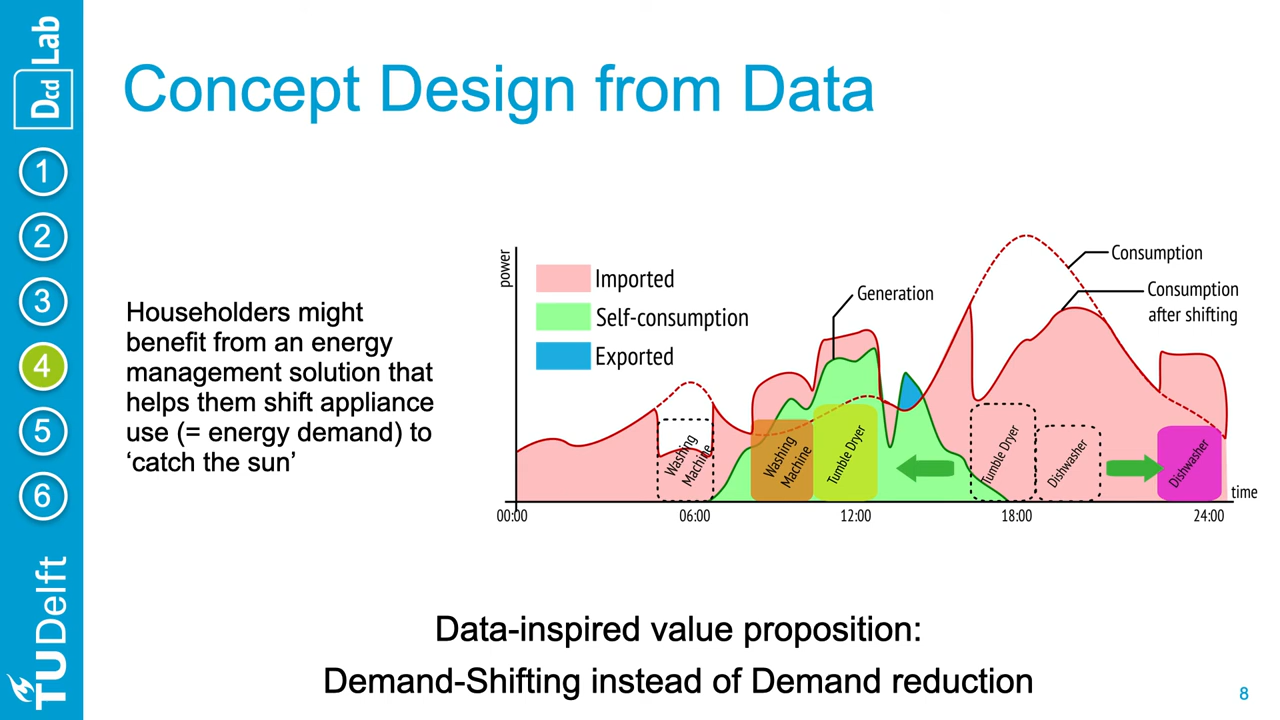 Dcd Lab
1
2
3
4
5
6
TUDelft
Concept Design from Data
Householders might
benefit from an energy
management solution that
helps them shift appliance
use (= energy demand) to
‘catch the sun’
power
Imported
Self-consumption
Exported
Generation
Consumption
Consumption
after shifting
Washing
Machine
Washing
Machine
Tumble Dryer
Tumble Dryer
Dishwasher
Dishwasher
time
00:00
06:00
12:00
18:00
24:00
Data-inspired value proposition:
Demand-Shifting instead of Demand reduction
8